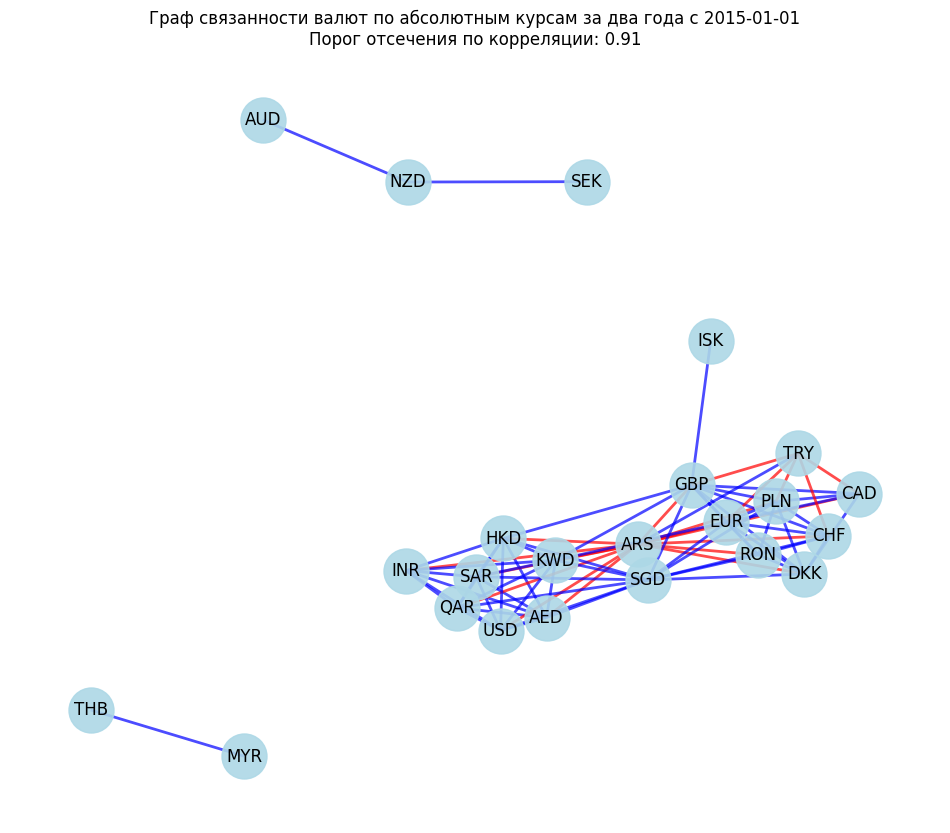 Граф связанности валют по абсолютным курсам за два года с 2015-01-01
Порог отсечения по корреляции: 0.91
AUD
NZD
SEK
ISK
TRY
GBP
PLN
CAD
EUR
CHF
HKD
ARS
RON
KWD
INR
SAR
SGD
DKK
QAR
AED
USD
THB
MYR